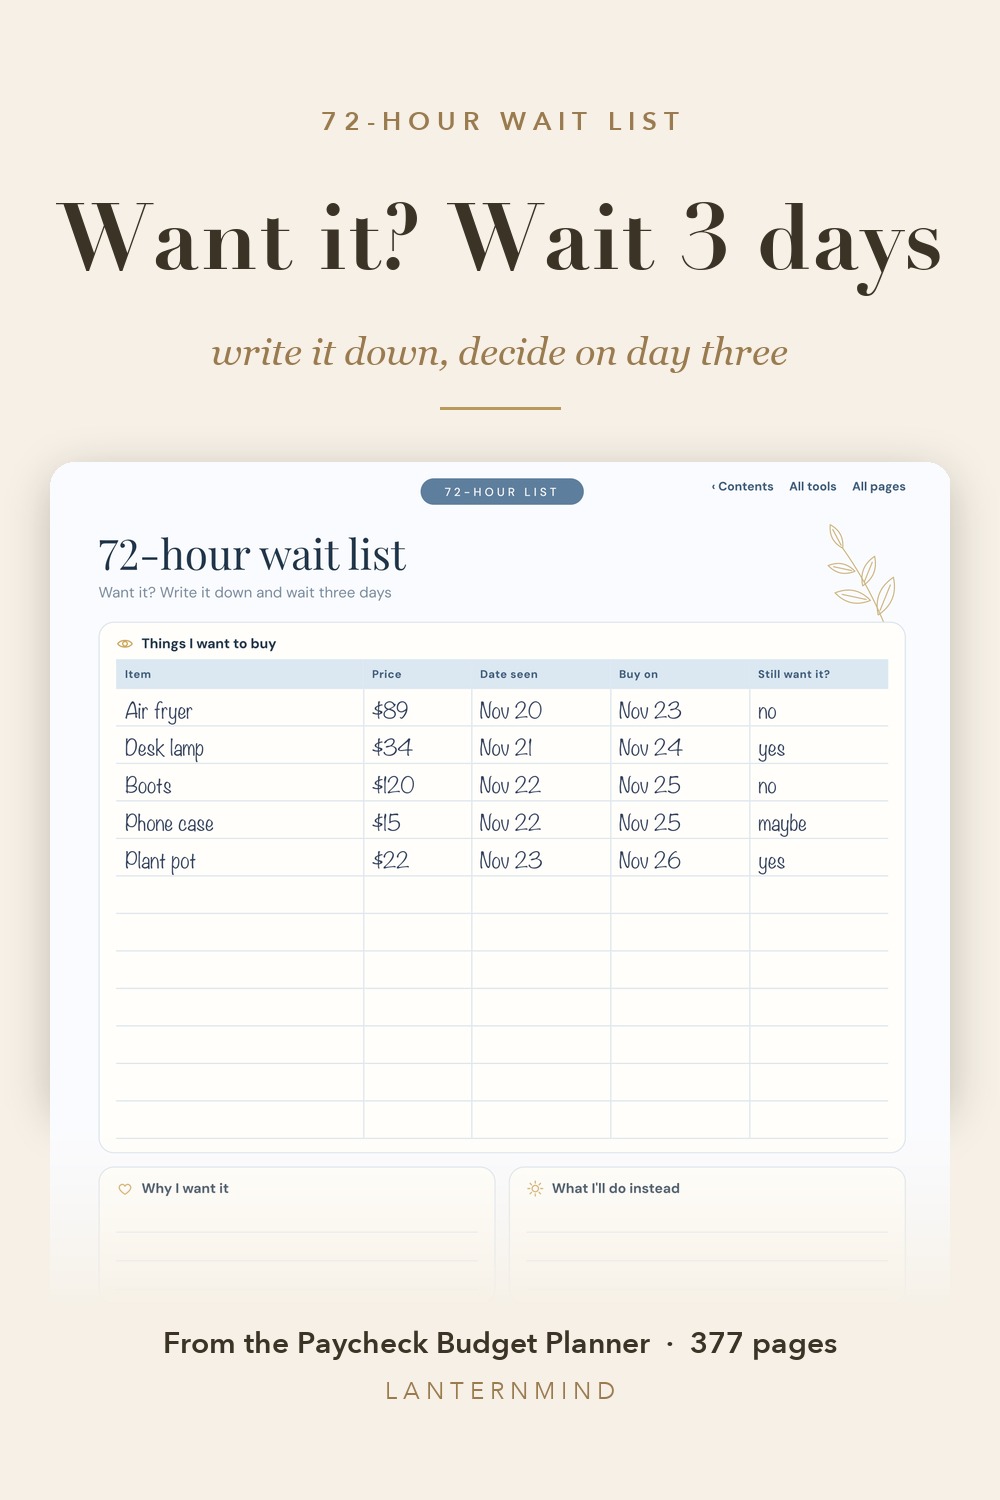 72-HOUR WAIT LIST
Want it? Wait 3 days
write it down, decide on day three
72-HOUR LIST
‹ Contents All tools All pages
72-hour wait list
Want it? Write it down and wait three days
Things I want to buy
Item Price Date seen Buy on Still want it?
Air fryer $89 Nov 20 Nov 23 no
Desk lamp $34 Nov 21 Nov 24 yes
Boots $120 Nov 22 Nov 25 no
Phone case $15 Nov 22 Nov 25 maybe
Plant pot $22 Nov 23 Nov 26 yes
Why I want it What I'll do instead
From the Paycheck Budget Planner · 377 pages
LANTERNMIND